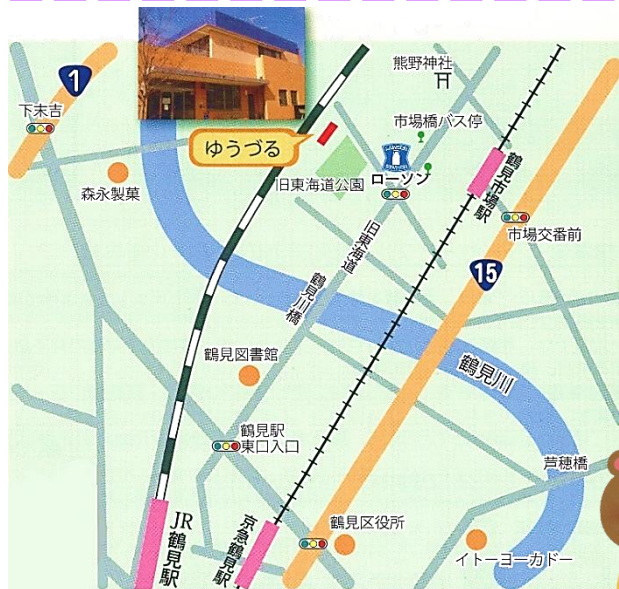 1
下末吉
森永製菓
ゆうづる
熊野神社
市場橋バス停
旧東海道公園
ローソン
鶴見市場駅
市場交番前
15
旧東海道
鶴見川橋
鶴見川
鶴見図書館
鶴見駅
東口入口
芦穂橋
JR
鶴見駅
京急鶴見駅
鶴見区役所
イトーヨーカドー